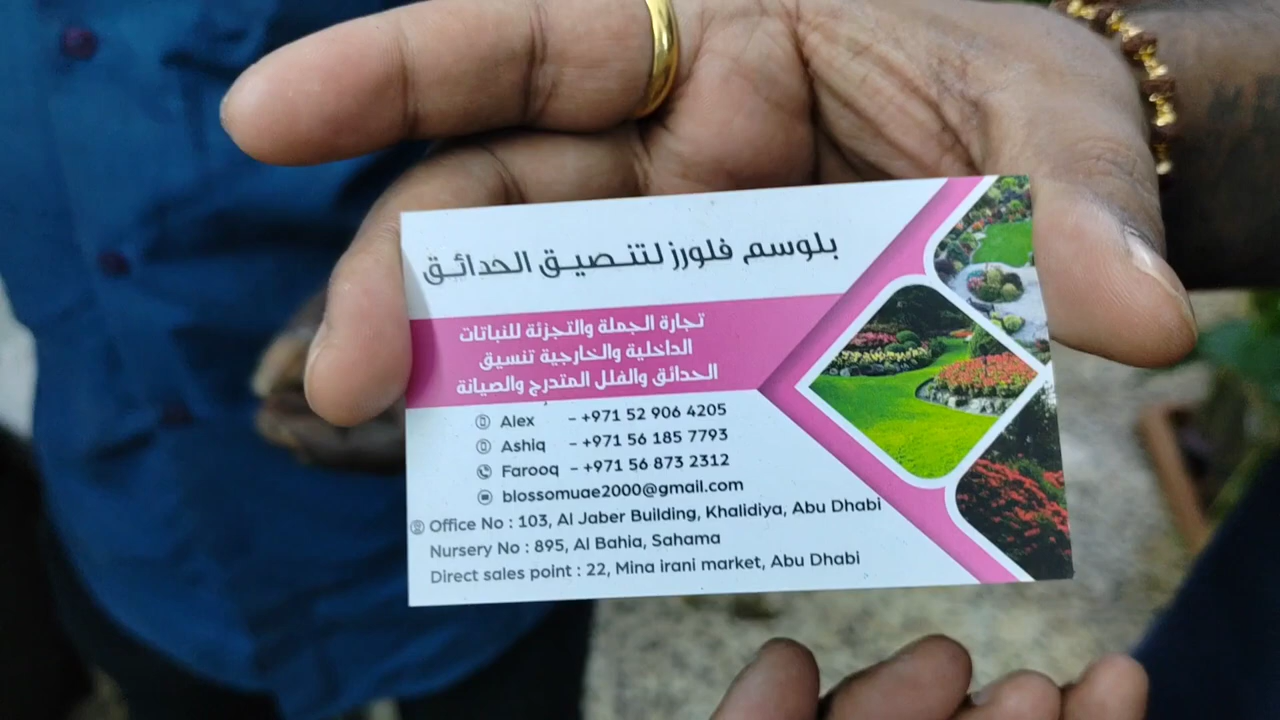 بلوسم فلورز لتنصيق الحدائق
تجارة الجملة والتجزئة للنباتات
الداخلية والخارجية تنسيق
الحدائق والفلل المتدرج والصيانة
Alex - +971 52 906 4205
Ashiq - +971 56 185 7793
Farooq - +971 56 873 2312
blossomuae2000@gmail.com
Office No : 103, Al Jaber Building, Khalidiya, Abu Dhabi
Nursery No : 895, Al Bahia, Sahama
Direct sales point : 22, Mina irani market, Abu Dhabi